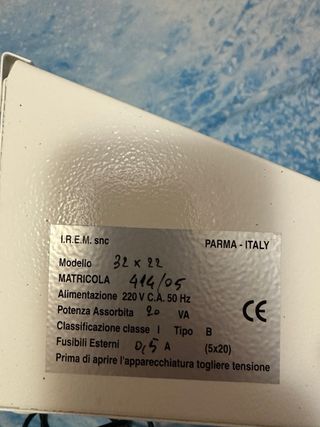 I.R.E.M. snc PARMA - ITALY
Modello 32 x 22
MATRICOLA 414/05
Alimentazione 220 V C.A. 50 Hz
Potenza Assorbita 20 VA
CE
Classificazione classe I Tipo B
Fusibili Esterni 0,5 A (5x20)
Prima di aprire l'apparecchiatura togliere tensione